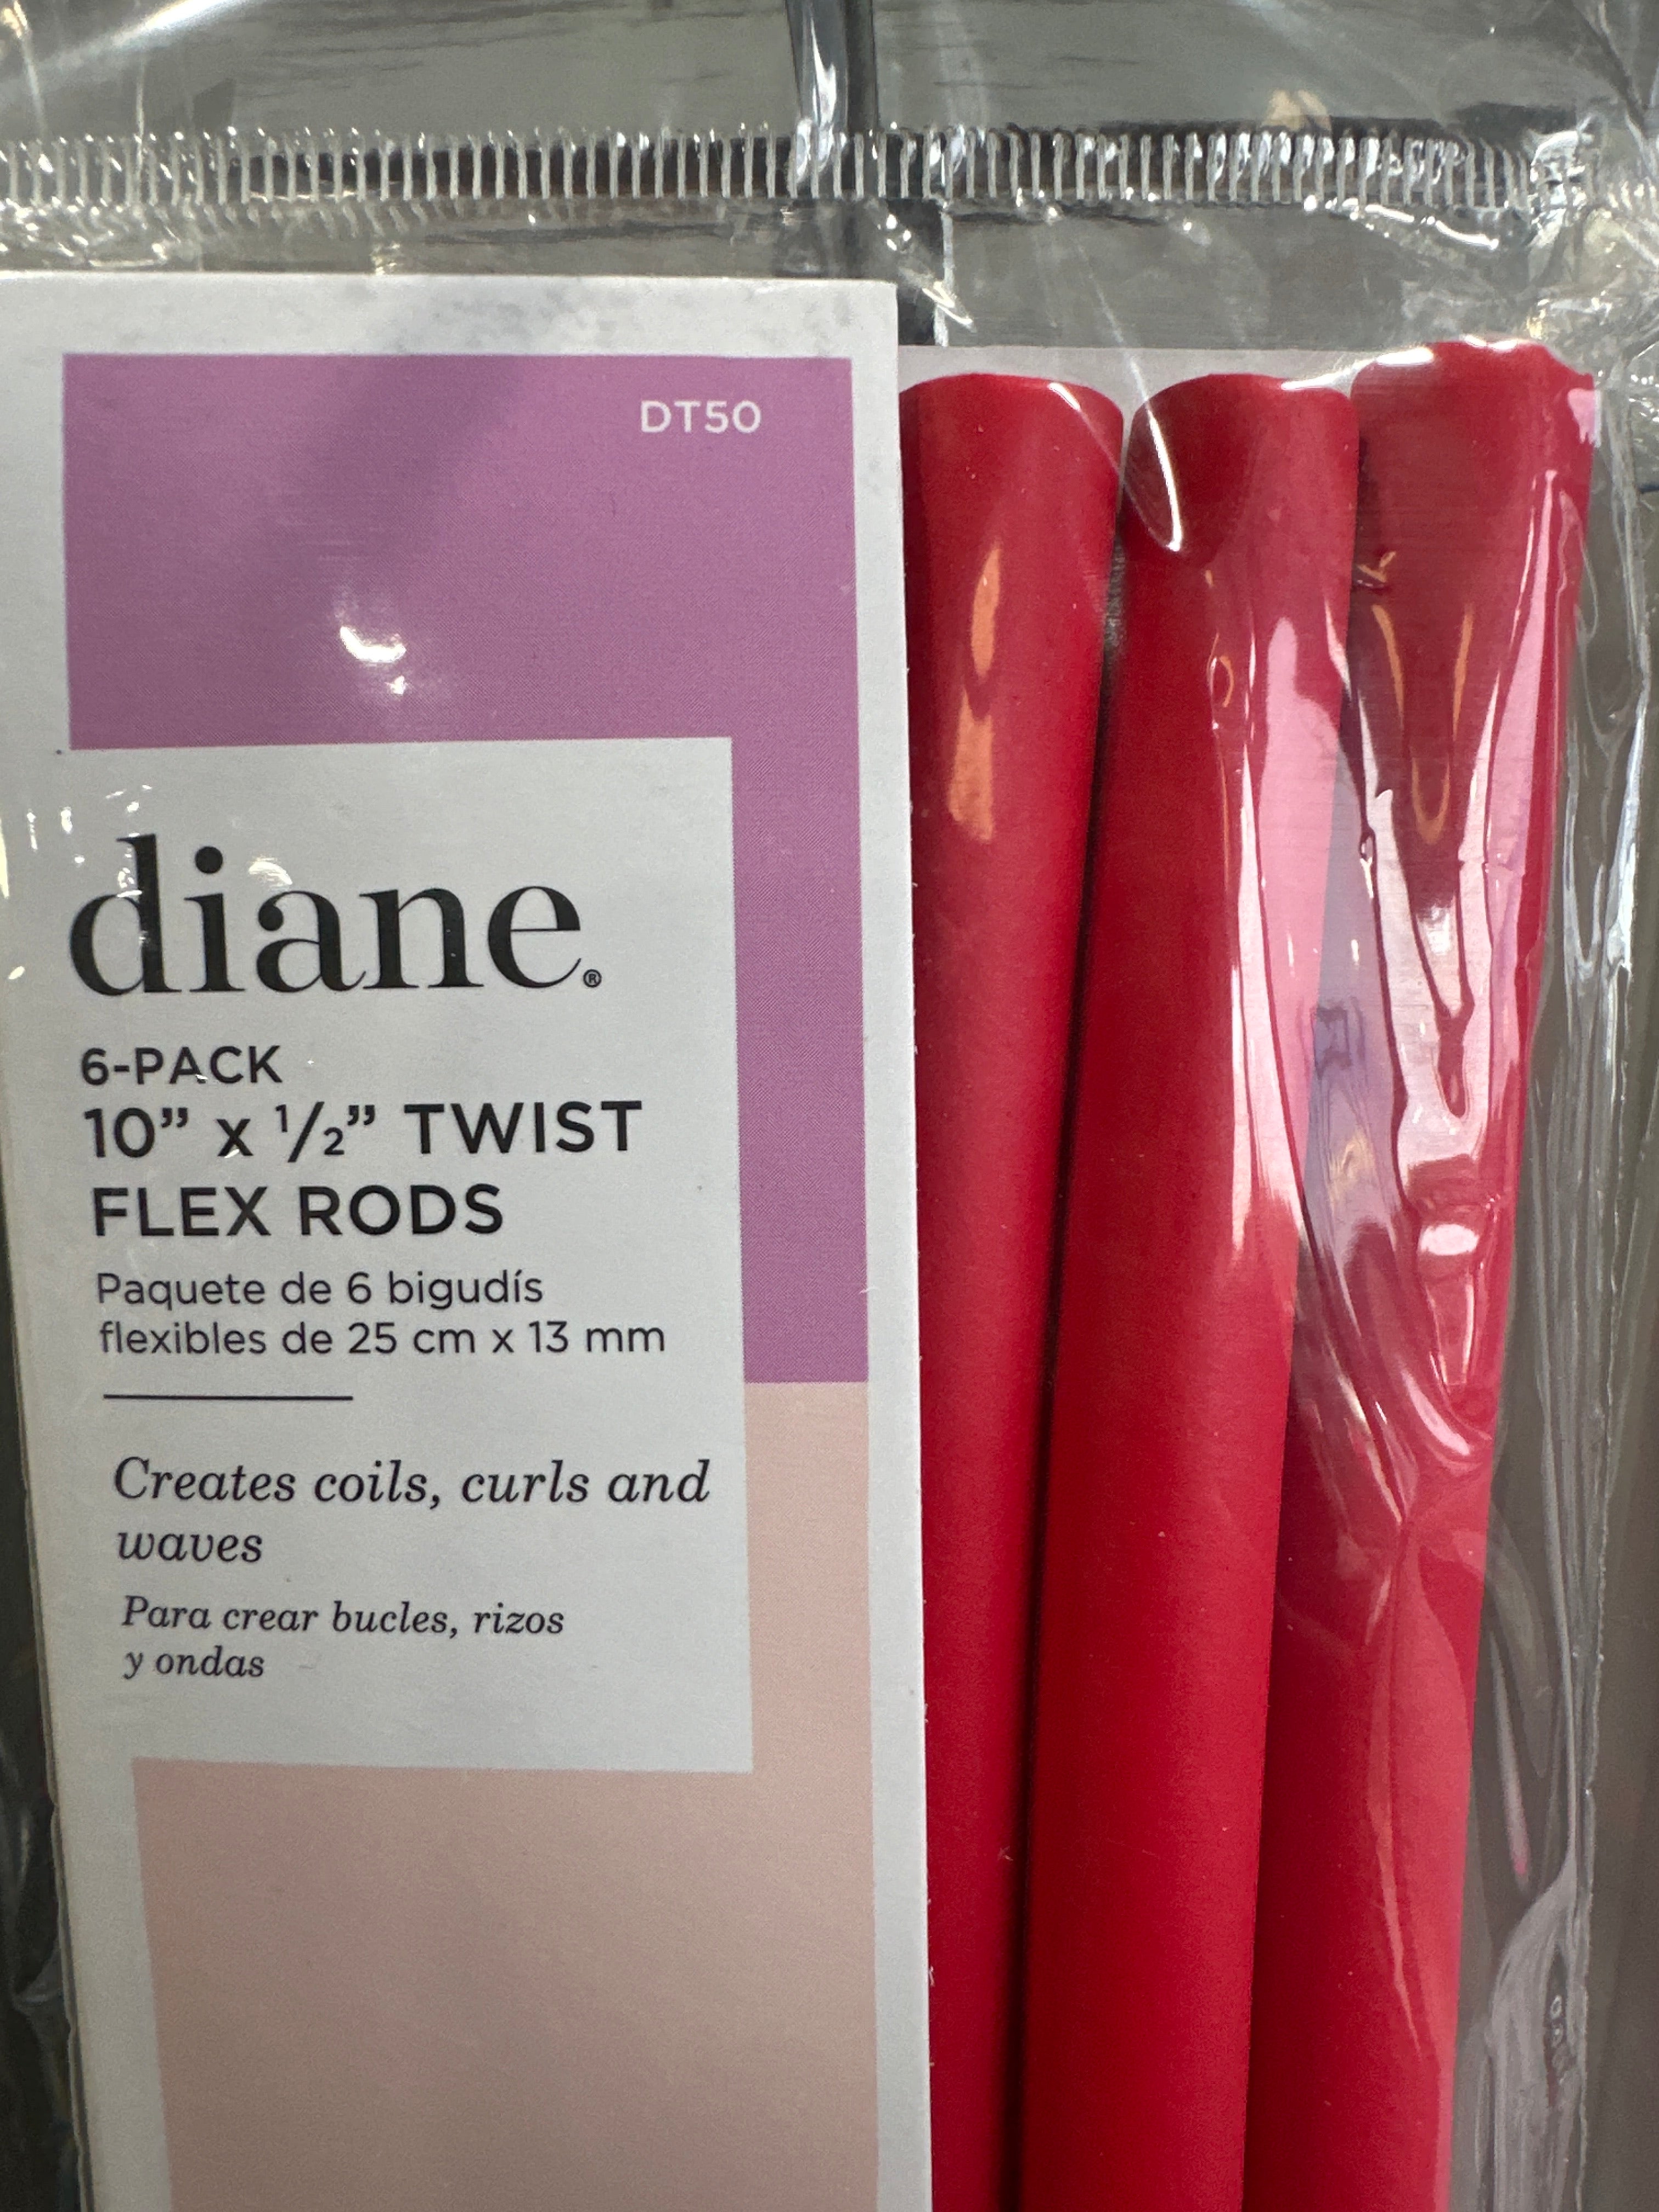 DT50
diane®
6-PACK
10” x 1/2” TWIST
FLEX RODS
Paquete de 6 bigudís
flexibles de 25 cm x 13 mm
Creates coils, curls and
waves
Para crear bucles, rizos
y ondas